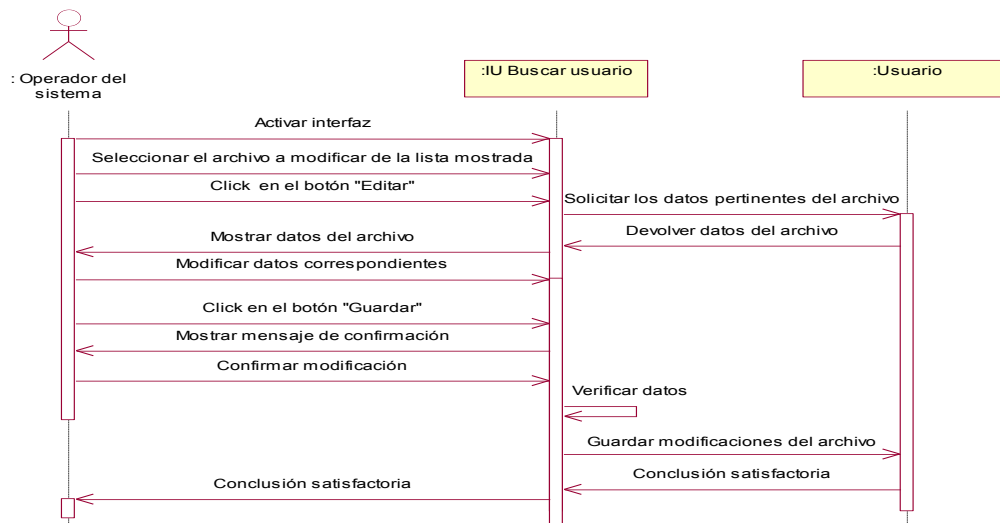 : Operador del
sistema
:IU Buscar usuario
:Usuario
Activar interfaz
Seleccionar el archivo a modificar de la lista mostrada
Click en el botón "Editar"
Solicitar los datos pertinentes del archivo
Devolver datos del archivo
Mostrar datos del archivo
Modificar datos correspondientes
Click en el botón "Guardar"
Mostrar mensaje de confirmación
Confirmar modificación
Verificar datos
Guardar modificaciones del archivo
Conclusión satisfactoria
Conclusión satisfactoria